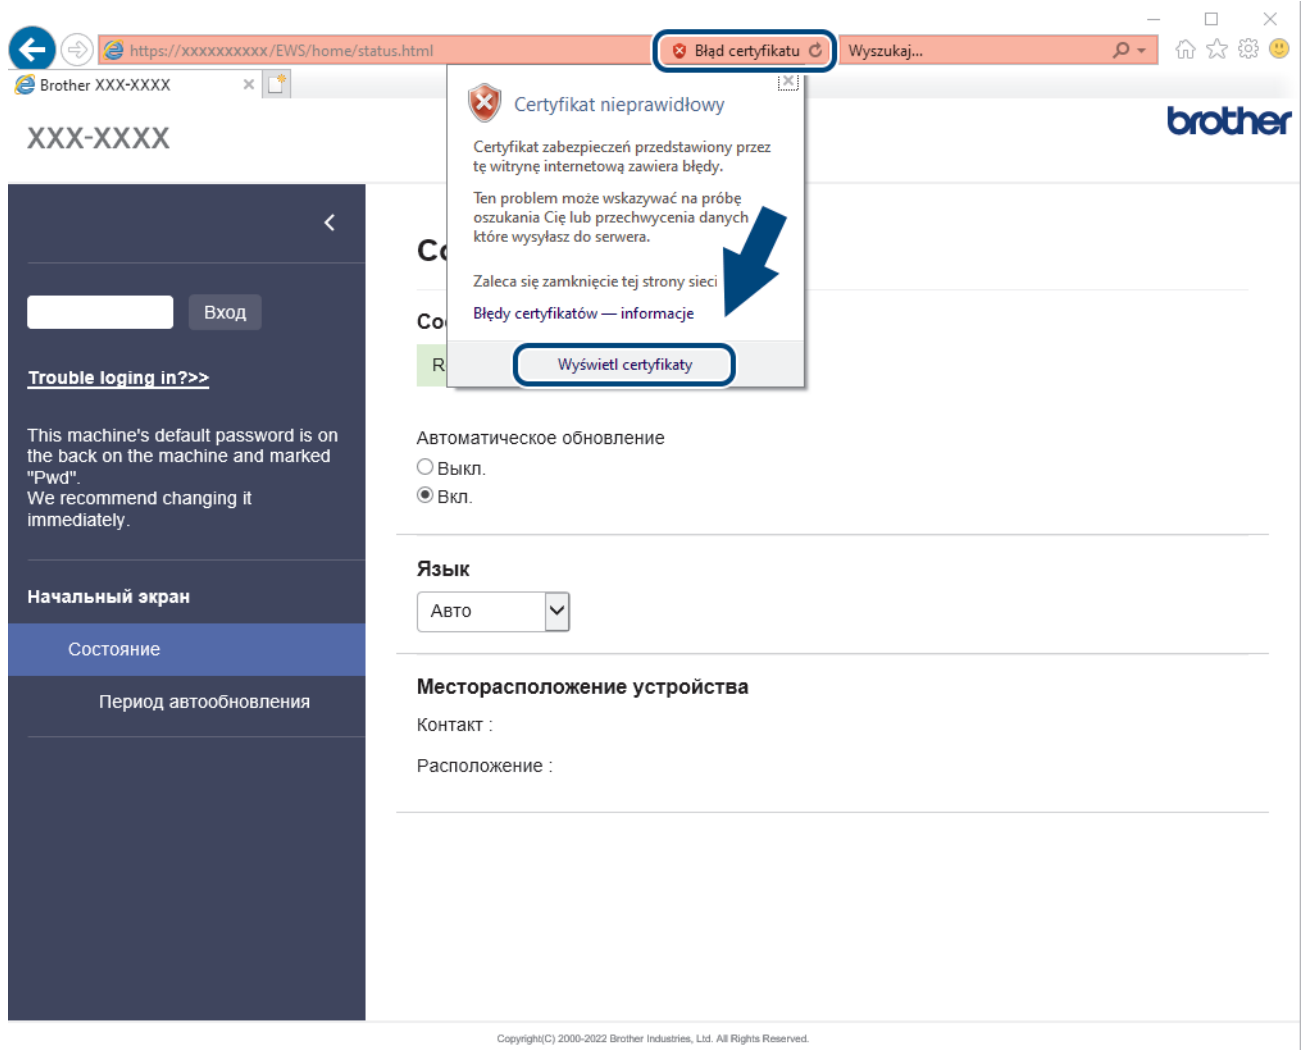 https://xxxxxxxxxx/EWS/home/status.html
Błąd certyfikatu
Wyszukaj...
Brother XXX-XXXX
XXX-XXXX
brother
Certyfikat nieprawidłowy
Certyfikat zabezpieczeń przedstawiony przez
tę witrynę internetową zawiera błędy.
Ten problem może wskazywać na próbę
oszukania Cię lub przechwycenia danych
które wysyłasz do serwera.
Zaleca się zamknięcie tej strony sieci
Błędy certyfikatów — informacje
Wyświetl certyfikaty
Вход
Trouble loging in?>>
This machine's default password is on
the back on the machine and marked
"Pwd".
We recommend changing it
immediately.
Начальный экран
Состояние
Период автообновления
Со
R
Автоматическое обновление
Выкл.
Вкл.
Язык
Авто
Месторасположение устройства
Контакт :
Расположение :
Copyright(C) 2000-2022 Brother Industries, Ltd. All Rights Reserved.